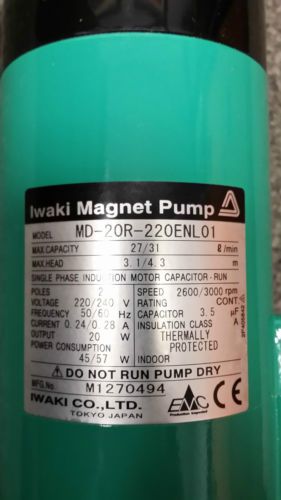 Iwaki Magnet Pump
MODEL MD-20R-220ENL01
MAX.CAPACITY 27/31 ℓ/min
MAX.HEAD 3.1/4.3 m
SINGLE PHASE INDUCTION MOTOR CAPACITOR-RUN
POLES 2 SPEED 2600/3000 rpm
VOLTAGE 220/240 V RATING CONT.
FREQUENCY 50/60 Hz CAPACITOR 3.5 μF
CURRENT 0.24/0.28 A INSULATION CLASS A
OUTPUT 20 W THERMALLY
POWER CONSUMPTION PROTECTED
45/57 W INDOOR
DO NOT RUN PUMP DRY
MFG.No. M1270494
IWAKI CO.,LTD.
TOKYO JAPAN
EMC
CE